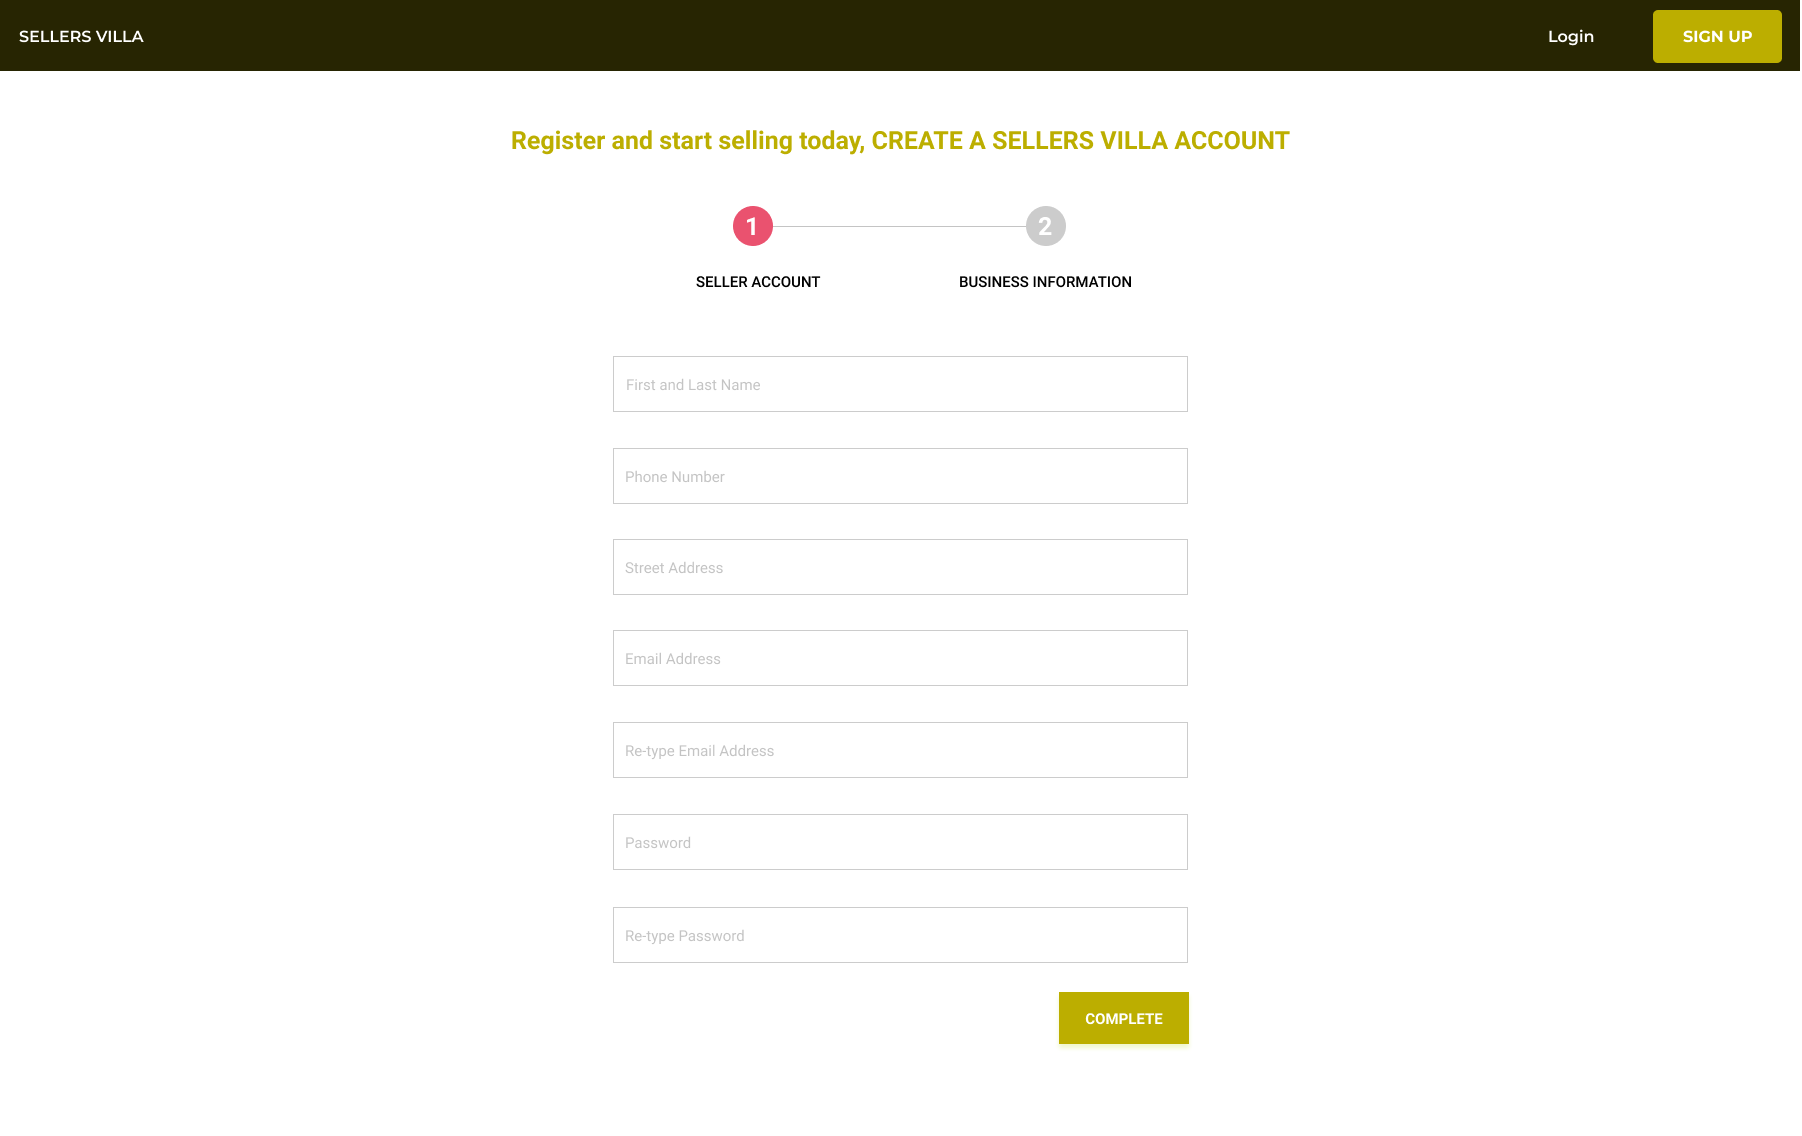 SELLERS VILLA
Login
SIGN UP
Register and start selling today, CREATE A SELLERS VILLA ACCOUNT
1
2
SELLER ACCOUNT
BUSINESS INFORMATION
First and Last Name
Phone Number
Street Address
Email Address
Re-type Email Address
Password
Re-type Password
COMPLETE